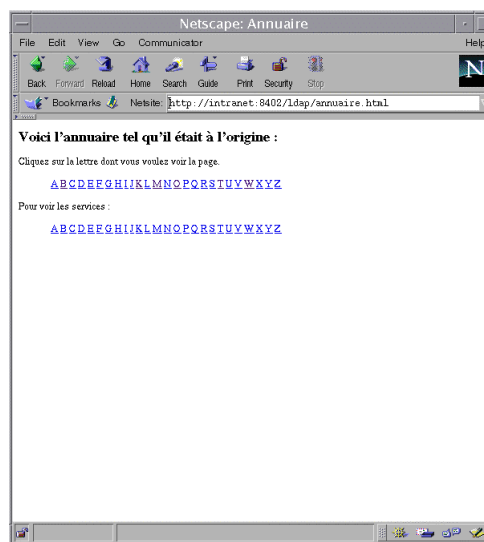 Netscape: Annuaire
File Edit View Go Communicator Help
Back Forward Reload Home Search Guide Print Security Stop
N
Bookmarks Netsite: http://intranet:8402/ldap/annuaire.html
Voici l'annuaire tel qu'il était à l'origine :
Cliquez sur la lettre dont vous voulez voir la page.
A B C D E F G H I J K L M N O P Q R S T U V W X Y Z
Pour voir les services :
A B C D E F G H I J K L M N O P Q R S T U V W X Y Z